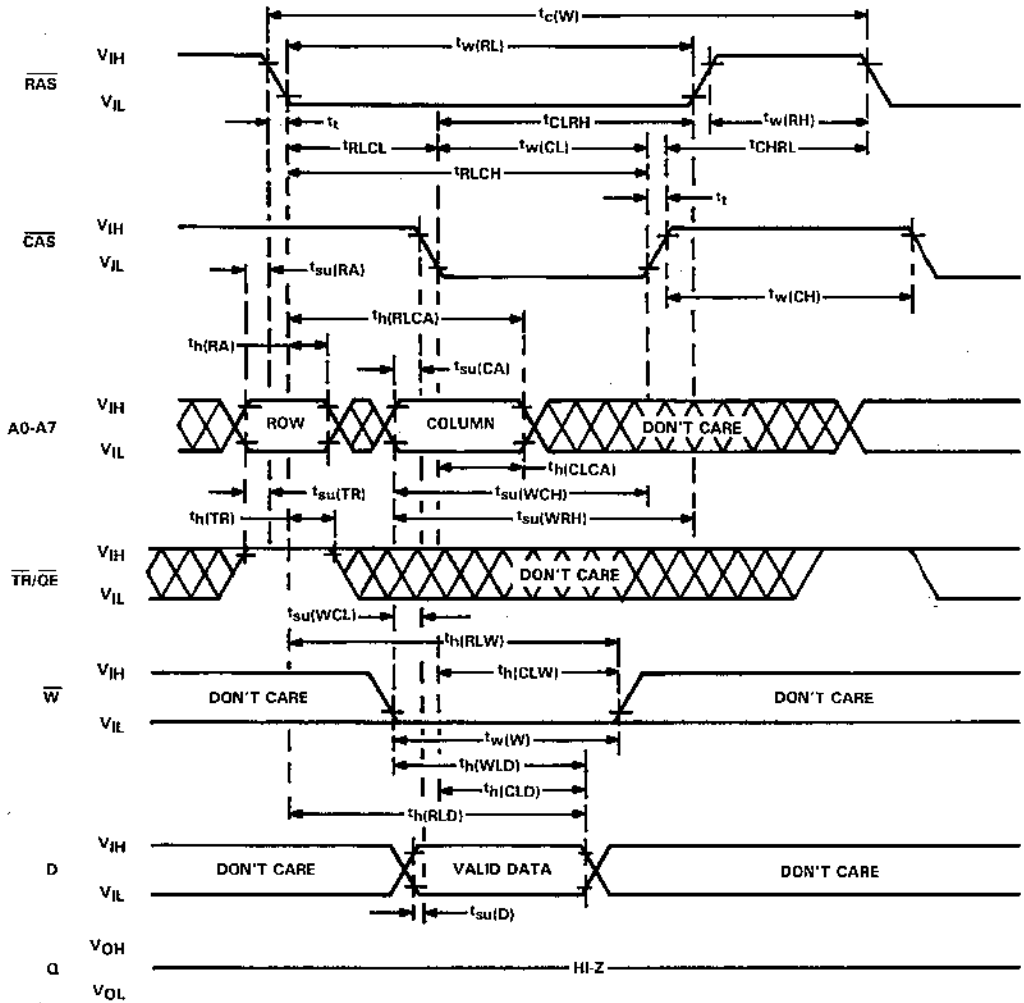 tc(W)
VIH
tw(RL)
RAS
VIL
tt
tCLRH
tw(RH)
tRLCL
tw(CL)
tCHRL
tRLCH
tt
VIH
CAS
VIL
tsu(RA)
tw(CH)
th(RLCA)
th(RA)
tsu(CA)
VIH
A0-A7
ROW
COLUMN
DON'T CARE
VIL
th(CLCA)
tsu(TR)
tsu(WCH)
th(TR)
tsu(WRH)
VIH
TR/OE
DON'T CARE
VIL
tsu(WCL)
th(RLW)
VIH
th(CLW)
W
DON'T CARE
DON'T CARE
VIL
tw(W)
th(WLD)
th(CLD)
th(RLD)
VIH
D
DON'T CARE
VALID DATA
DON'T CARE
VIL
tsu(D)
VOH
Q
HI-Z
VOL